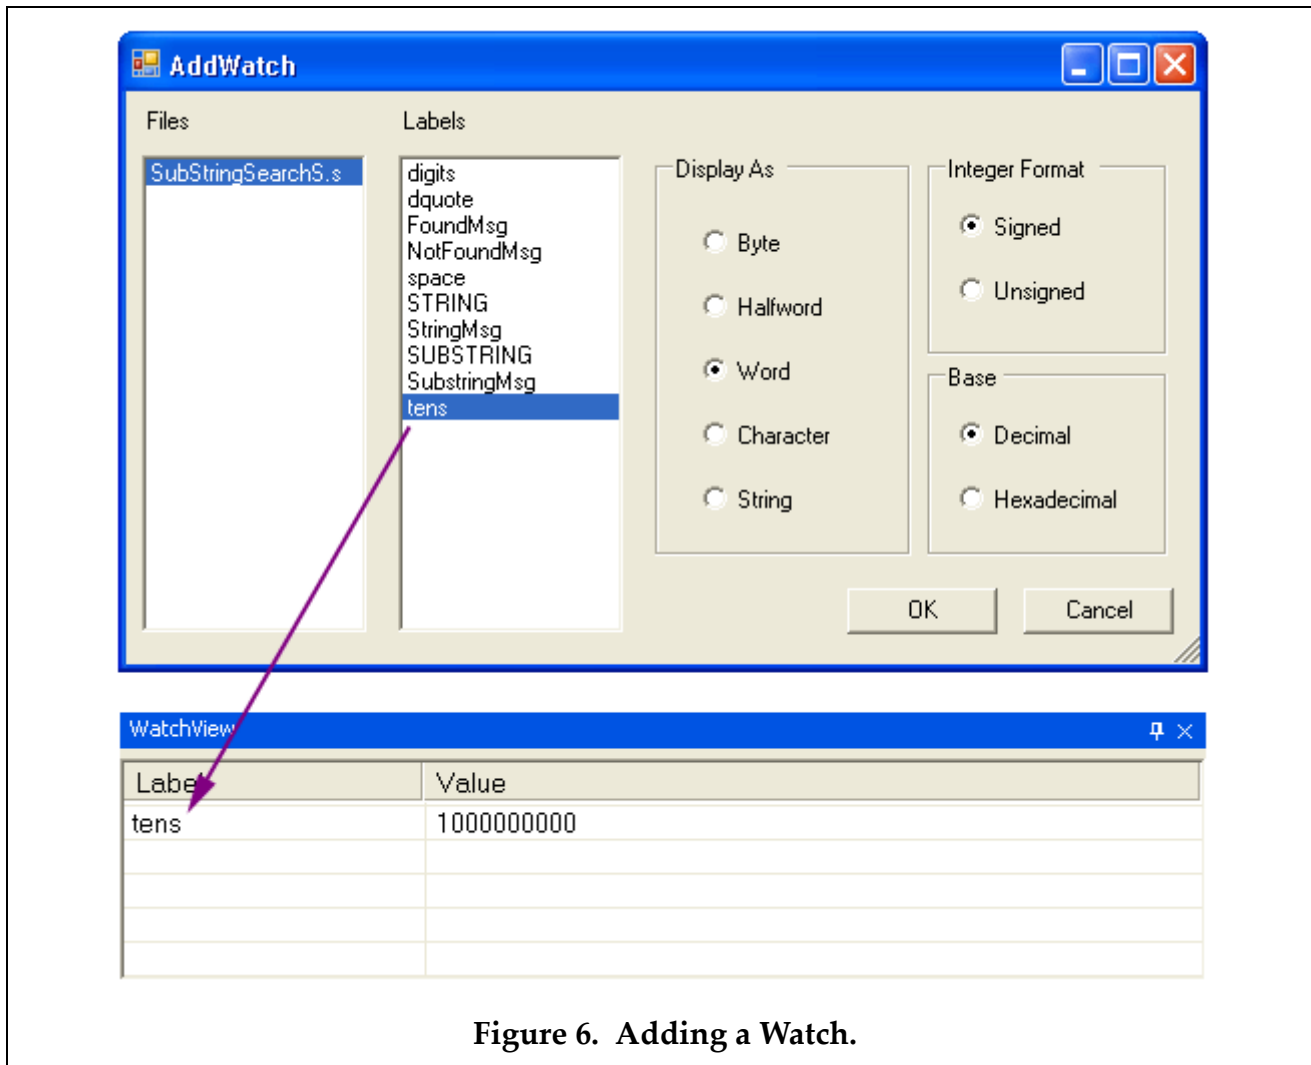 AddWatch
Files
Labels
SubStringSearchS.s
digits
dquote
FoundMsg
NotFoundMsg
space
STRING
StringMsg
SUBSTRING
SubstringMsg
tens
Display As
Byte
Halfword
Word
Character
String
Integer Format
Signed
Unsigned
Base
Decimal
Hexadecimal
OK
Cancel
WatchView
Label
Value
tens
1000000000
Figure 6. Adding a Watch.